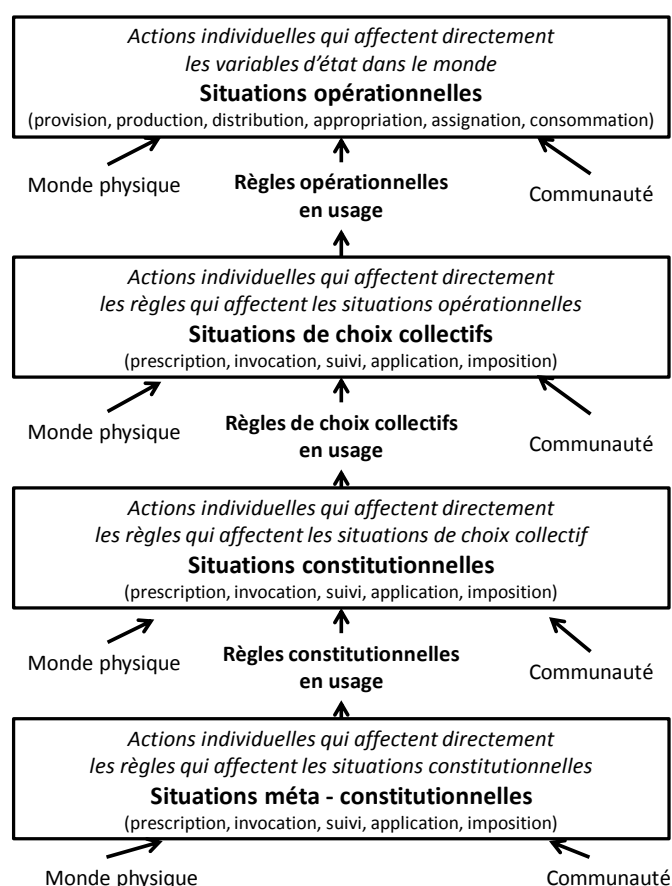 Actions individuelles qui affectent directement
les variables d'état dans le monde
Situations opérationnelles
(provision, production, distribution, appropriation, assignation, consommation)
Monde physique
Règles opérationnelles
en usage
Communauté
Actions individuelles qui affectent directement
les règles qui affectent les situations opérationnelles
Situations de choix collectifs
(prescription, invocation, suivi, application, imposition)
Monde physique
Règles de choix collectifs
en usage
Communauté
Actions individuelles qui affectent directement
les règles qui affectent les situations de choix collectif
Situations constitutionnelles
(prescription, invocation, suivi, application, imposition)
Monde physique
Règles constitutionnelles
en usage
Communauté
Actions individuelles qui affectent directement
les règles qui affectent les situations constitutionnelles
Situations méta - constitutionnelles
(prescription, invocation, suivi, application, imposition)
Monde physique
Communauté